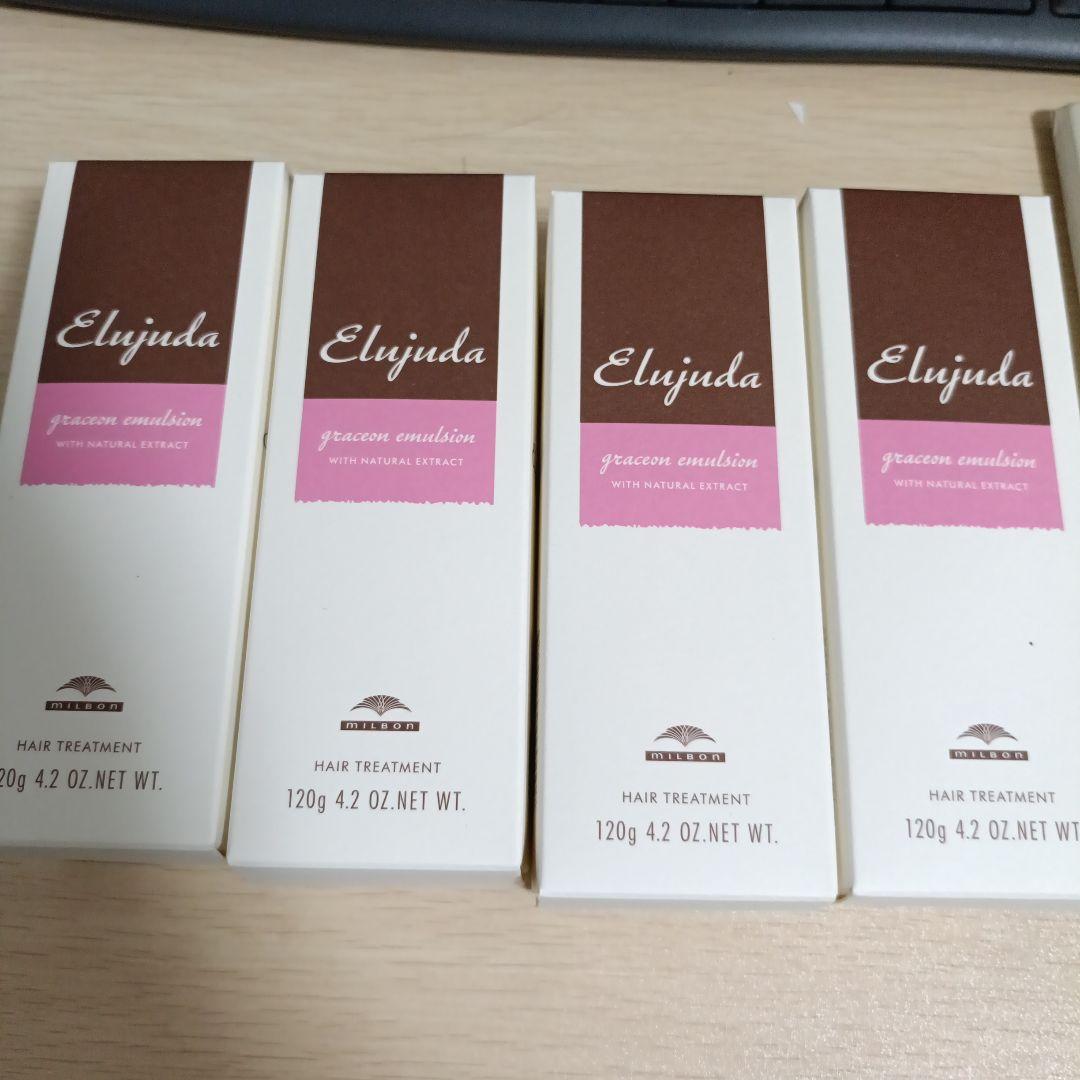 Elujuda
graceon emulsion
WITH NATURAL EXTRACT
MILBON
HAIR TREATMENT
20g 4.2 OZ.NET WT.
Elujuda
graceon emulsion
WITH NATURAL EXTRACT
MILBON
HAIR TREATMENT
120g 4.2 OZ.NET WT.
Elujuda
graceon emulsion
WITH NATURAL EXTRACT
MILBON
HAIR TREATMENT
120g 4.2 OZ.NET WT.
Elujuda
graceon emulsion
WITH NATURAL EXTRACT
MILBON
HAIR TREATMENT
120g 4.2 OZ.NET WT